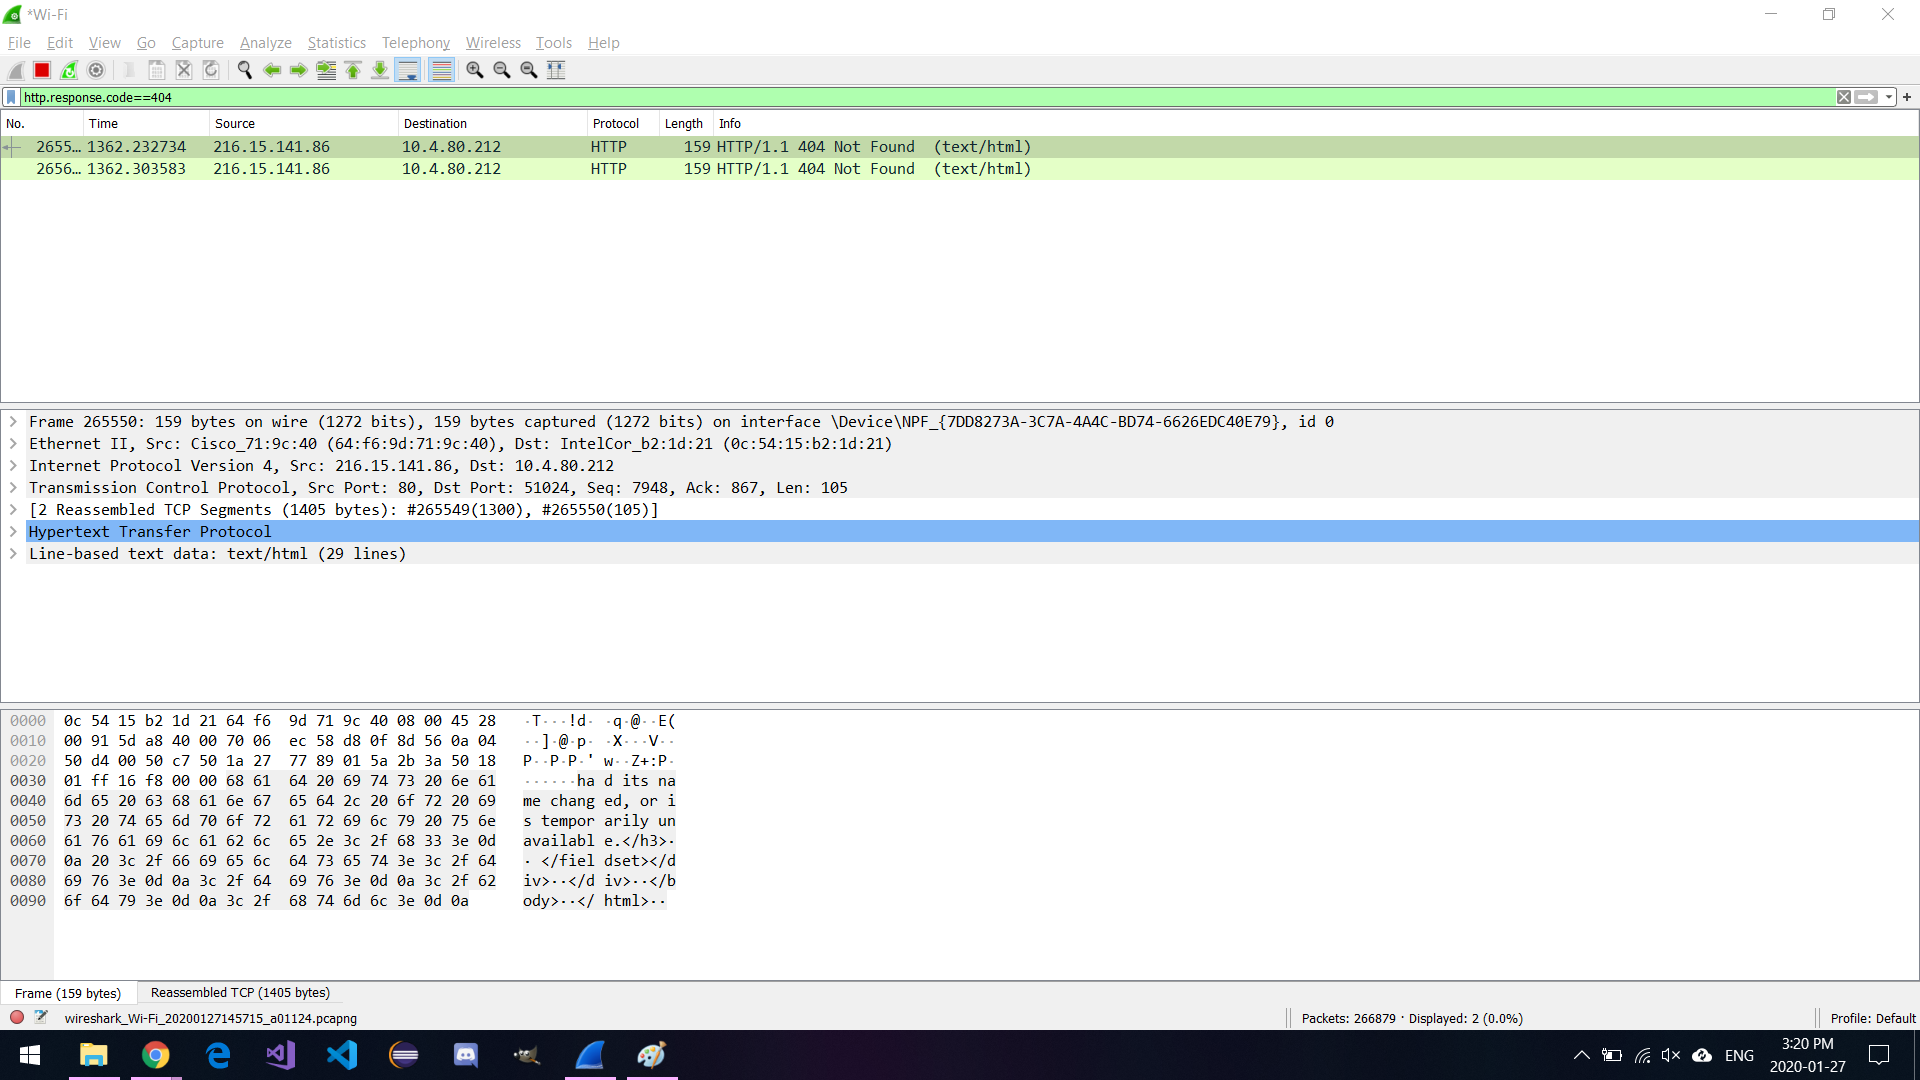 *Wi-Fi
File Edit View Go Capture Analyze Statistics Telephony Wireless Tools Help
http.response.code==404
No. Time Source Destination Protocol Length Info
2655… 1362.232734 216.15.141.86 10.4.80.212 HTTP 159 HTTP/1.1 404 Not Found (text/html)
2656… 1362.303583 216.15.141.86 10.4.80.212 HTTP 159 HTTP/1.1 404 Not Found (text/html)
Frame 265550: 159 bytes on wire (1272 bits), 159 bytes captured (1272 bits) on interface \Device\NPF_{7DD8273A-3C7A-4A4C-BD74-6626EDC40E79}, id 0
Ethernet II, Src: Cisco_71:9c:40 (64:f6:9d:71:9c:40), Dst: IntelCor_b2:1d:21 (0c:54:15:b2:1d:21)
Internet Protocol Version 4, Src: 216.15.141.86, Dst: 10.4.80.212
Transmission Control Protocol, Src Port: 80, Dst Port: 51024, Seq: 7948, Ack: 867, Len: 105
[2 Reassembled TCP Segments (1405 bytes): #265549(1300), #265550(105)]
Hypertext Transfer Protocol
Line-based text data: text/html (29 lines)
0000 0c 54 15 b2 1d 21 64 f6 9d 71 9c 40 08 00 45 28 ·T···!d· ·q·@··E(
0010 00 91 5d a8 40 00 70 06 ec 58 d8 0f 8d 56 0a 04 ··]·@·p· ·X···V··
0020 50 d4 00 50 c7 50 1a 27 77 89 01 5a 2b 3a 50 18 P··P·P·' w··Z+:P·
0030 01 ff 16 f8 00 00 68 61 64 20 69 74 73 20 6e 61 ······ha d its na
0040 6d 65 20 63 68 61 6e 67 65 64 2c 20 6f 72 20 69 me chang ed, or i
0050 73 20 74 65 6d 70 6f 72 61 72 69 6c 79 20 75 6e s tempor arily un
0060 61 76 61 69 6c 61 62 6c 65 2e 3c 2f 68 33 3e 0d availabl e.</h3>·
0070 0a 20 3c 2f 66 69 65 6c 64 73 65 74 3e 3c 2f 64 · </fiel dset></d
0080 69 76 3e 0d 0a 3c 2f 64 69 76 3e 0d 0a 3c 2f 62 iv>··</d iv>··</b
0090 6f 64 79 3e 0d 0a 3c 2f 68 74 6d 6c 3e 0d 0a ody>··</ html>··
Frame (159 bytes) Reassembled TCP (1405 bytes)
wireshark_Wi-Fi_20200127145715_a01124.pcapng Packets: 266879 · Displayed: 2 (0.0%) Profile: Default
ENG 3:20 PM
2020-01-27